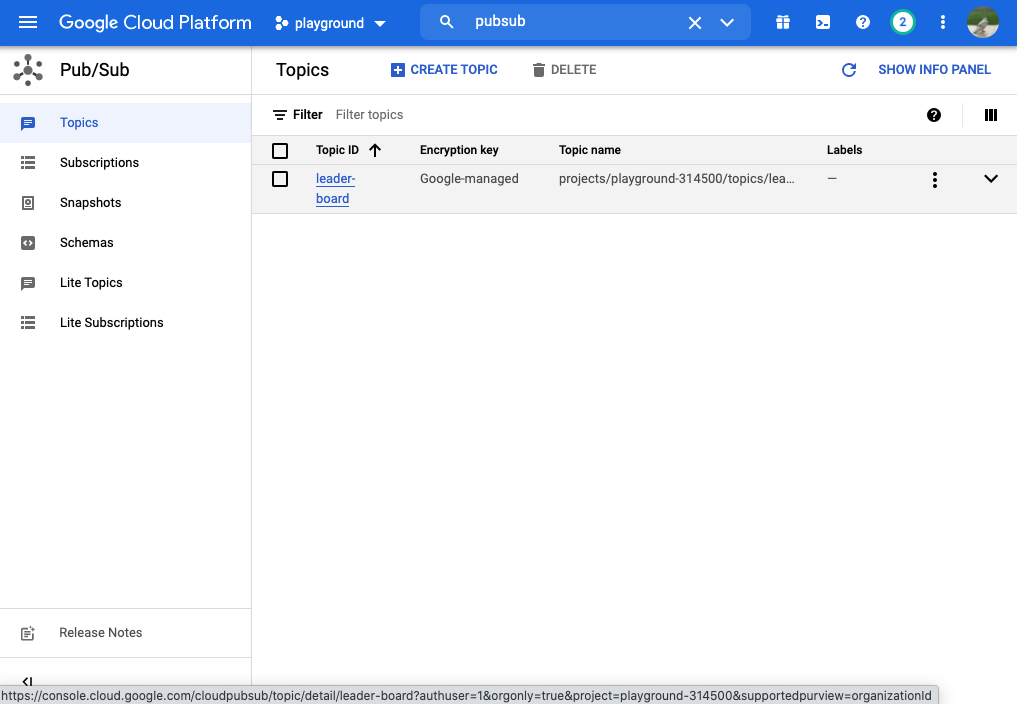 Google Cloud Platform
playground
pubsub
2
Pub/Sub
Topics
CREATE TOPIC
DELETE
SHOW INFO PANEL
Topics
Subscriptions
Snapshots
Schemas
Lite Topics
Lite Subscriptions
Filter Filter topics
Topic ID Encryption key Topic name Labels
leader-
board
Google-managed
projects/playground-314500/topics/lea...
—
Release Notes
https://console.cloud.google.com/cloudpubsub/topic/detail/leader-board?authuser=1&orgonly=true&project=playground-314500&supportedpurview=organizationId